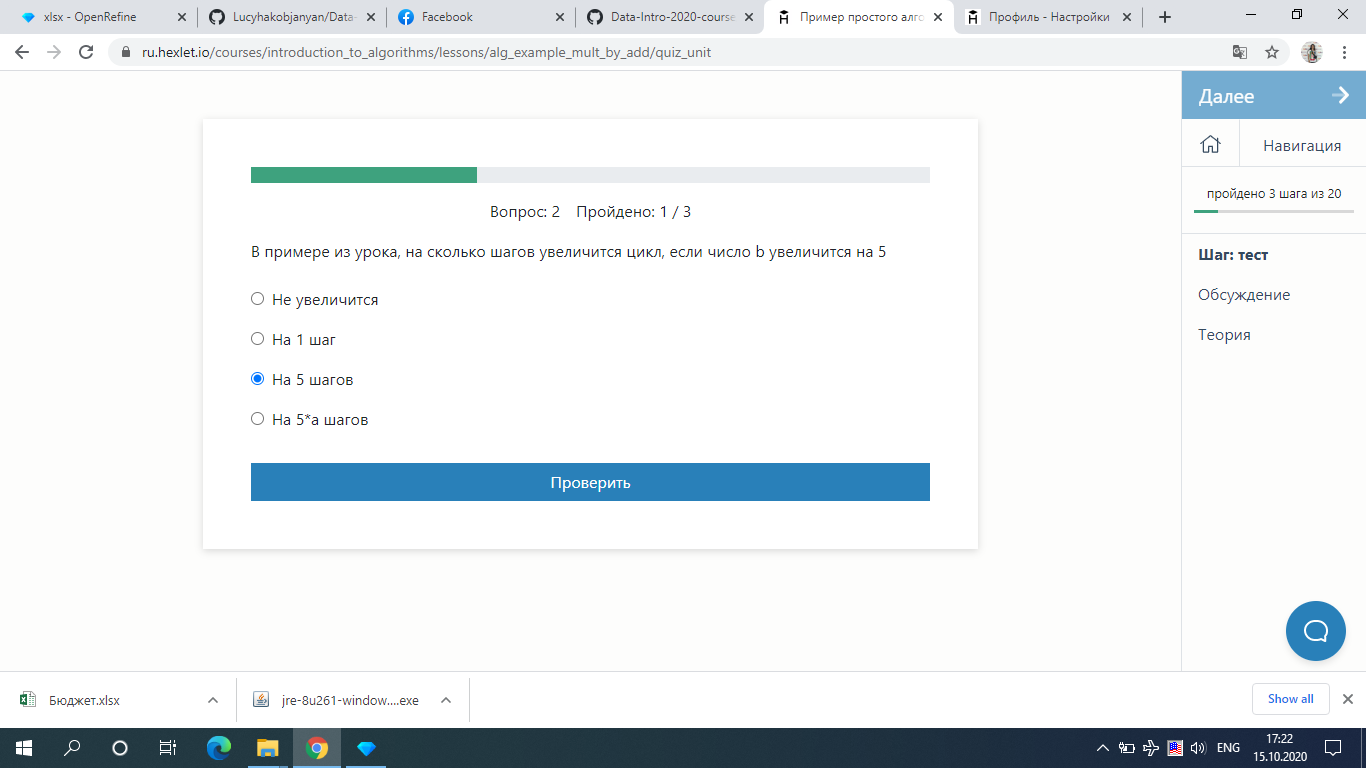 xlsx - OpenRefine
Lucyhakobjanyan/Data-
Facebook
Data-Intro-2020-course
Пример простого алго
Профиль - Настройки
ru.hexlet.io/courses/introduction_to_algorithms/lessons/alg_example_mult_by_add/quiz_unit
Далее
Навигация
пройдено 3 шага из 20
Шаг: тест
Обсуждение
Теория
Вопрос: 2 Пройдено: 1 / 3
В примере из урока, на сколько шагов увеличится цикл, если число b увеличится на 5
Не увеличится
На 1 шаг
На 5 шагов
На 5*a шагов
Проверить
Бюджет.xlsx
jre-8u261-window....exe
Show all
ENG
17:22
15.10.2020